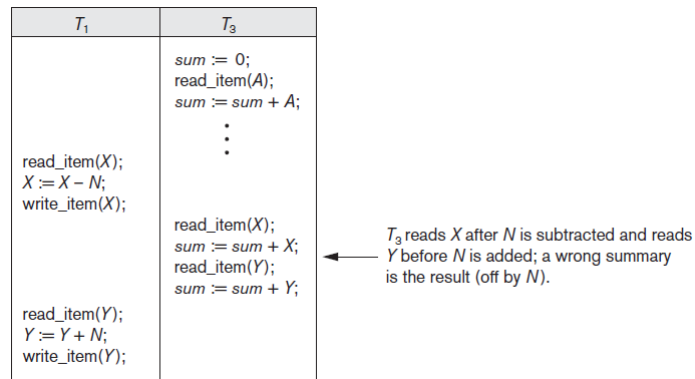 T1 T3
sum := 0;
read_item(A);
sum := sum + A;
read_item(X);
X := X – N;
write_item(X);
read_item(X);
sum := sum + X;
read_item(Y);
sum := sum + Y;
T3 reads X after N is subtracted and reads
Y before N is added; a wrong summary
is the result (off by N).
read_item(Y);
Y := Y + N;
write_item(Y);